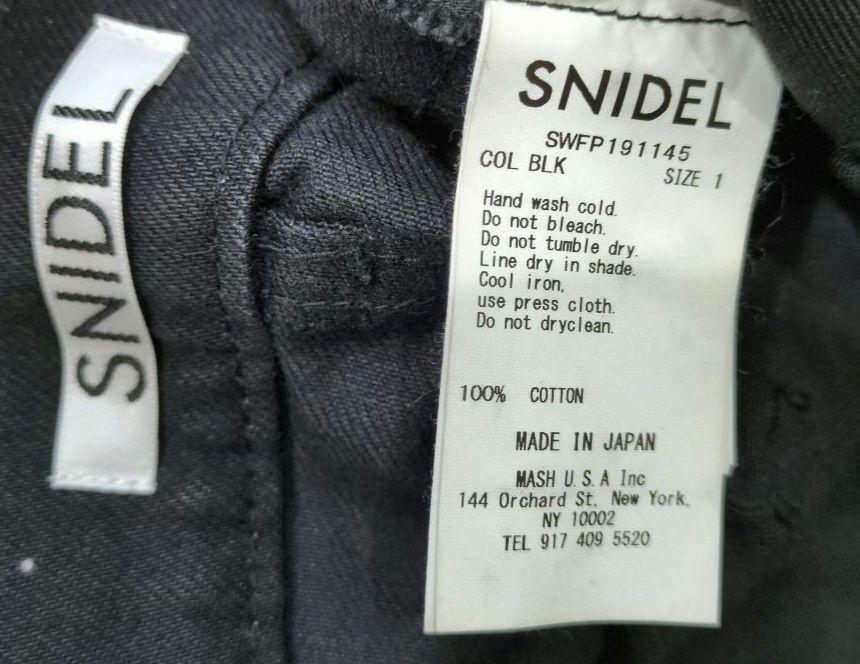 SNIDEL
SNIDEL
SWFP191145
COL BLK SIZE 1
Hand wash cold.
Do not bleach.
Do not tumble dry.
Line dry in shade.
Cool iron,
use press cloth.
Do not dryclean.
100% COTTON
MADE IN JAPAN
MASH U.S.A Inc
144 Orchard St, New York,
NY 10002
TEL 917 409 5520